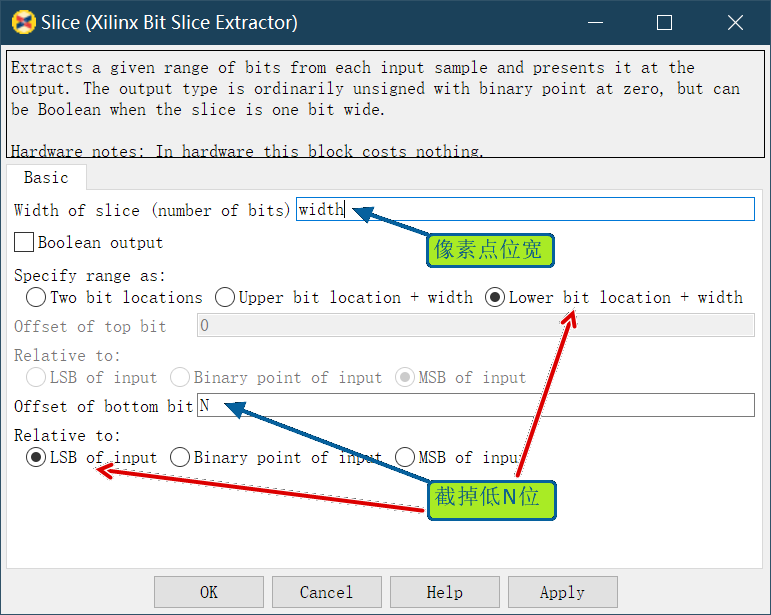 Slice (Xilinx Bit Slice Extractor)
Extracts a given range of bits from each input sample and presents it at the
output. The output type is ordinarily unsigned with binary point at zero, but can
be Boolean when the slice is one bit wide.
Hardware notes: In hardware this block costs nothing.
Basic
Width of slice (number of bits) width
像素点位宽
Boolean output
Specify range as:
Two bit locations Upper bit location + width Lower bit location + width
Offset of top bit 0
Relative to:
LSB of input Binary point of input MSB of input
Offset of bottom bit N
Relative to:
LSB of input Binary point of input MSB of input
截掉低N位
OK Cancel Help Apply